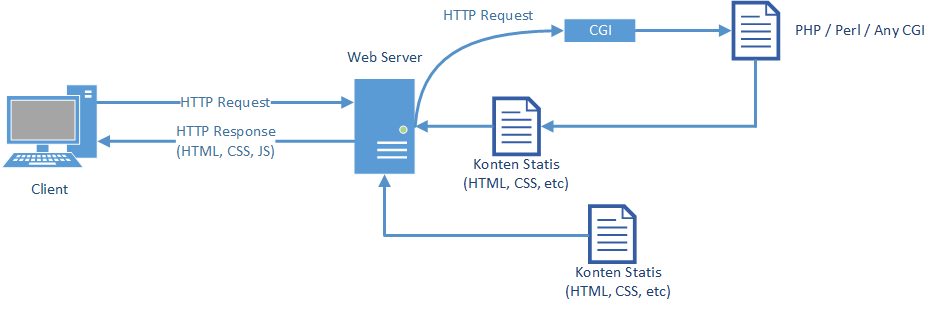 HTTP Request
CGI
PHP / Perl / Any CGI
Web Server
HTTP Request
HTTP Response
(HTML, CSS, JS)
Client
Konten Statis
(HTML, CSS, etc)
Konten Statis
(HTML, CSS, etc)